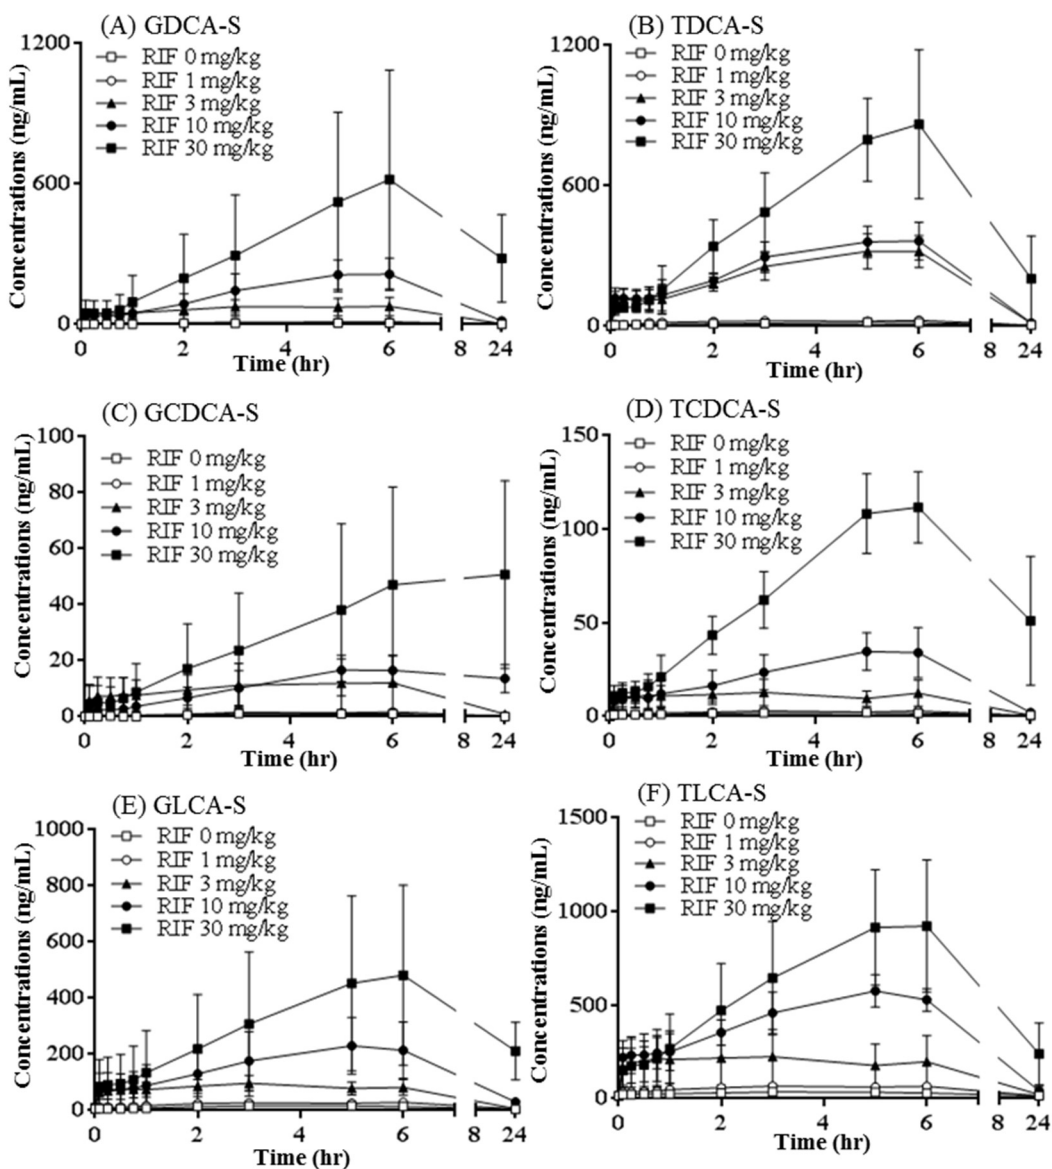 (A) GDCA-S
Concentrations (ng/mL)
1200
600
0
RIF 0 mg/kg
RIF 1 mg/kg
RIF 3 mg/kg
RIF 10 mg/kg
RIF 30 mg/kg
0 2 4 6 8 24
Time (hr)
(B) TDCA-S
Concentrations (ng/mL)
1200
600
0
RIF 0 mg/kg
RIF 1 mg/kg
RIF 3 mg/kg
RIF 10 mg/kg
RIF 30 mg/kg
0 2 4 6 8 24
Time (hr)
(C) GCDCA-S
Concentrations (ng/mL)
100
80
60
40
20
0
RIF 0 mg/kg
RIF 1 mg/kg
RIF 3 mg/kg
RIF 10 mg/kg
RIF 30 mg/kg
0 2 4 6 8 24
Time (hr)
(D) TCDCA-S
Concentrations (ng/mL)
150
100
50
0
RIF 0 mg/kg
RIF 1 mg/kg
RIF 3 mg/kg
RIF 10 mg/kg
RIF 30 mg/kg
0 2 4 6 8 24
Time (hr)
(E) GLCA-S
Concentrations (ng/mL)
1000
800
600
400
200
0
RIF 0 mg/kg
RIF 1 mg/kg
RIF 3 mg/kg
RIF 10 mg/kg
RIF 30 mg/kg
0 2 4 6 8 24
Time (hr)
(F) TLCA-S
Concentrations (ng/mL)
1500
1000
500
0
RIF 0 mg/kg
RIF 1 mg/kg
RIF 3 mg/kg
RIF 10 mg/kg
RIF 30 mg/kg
0 2 4 6 8 24
Time (hr)